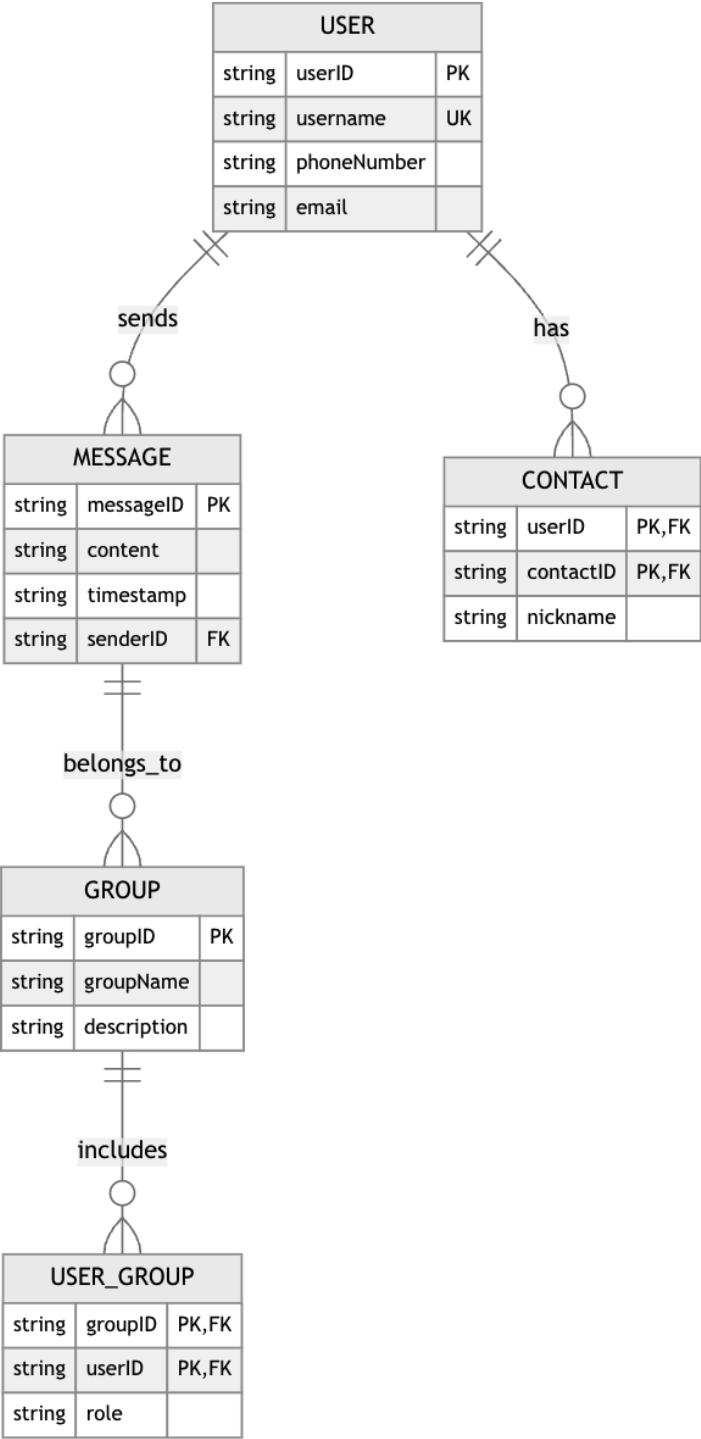 USER
string userID PK
string username UK
string phoneNumber
string email
sends
has
MESSAGE
string messageID PK
string content
string timestamp
string senderID FK
CONTACT
string userID PK,FK
string contactID PK,FK
string nickname
belongs_to
GROUP
string groupID PK
string groupName
string description
includes
USER_GROUP
string groupID PK,FK
string userID PK,FK
string role